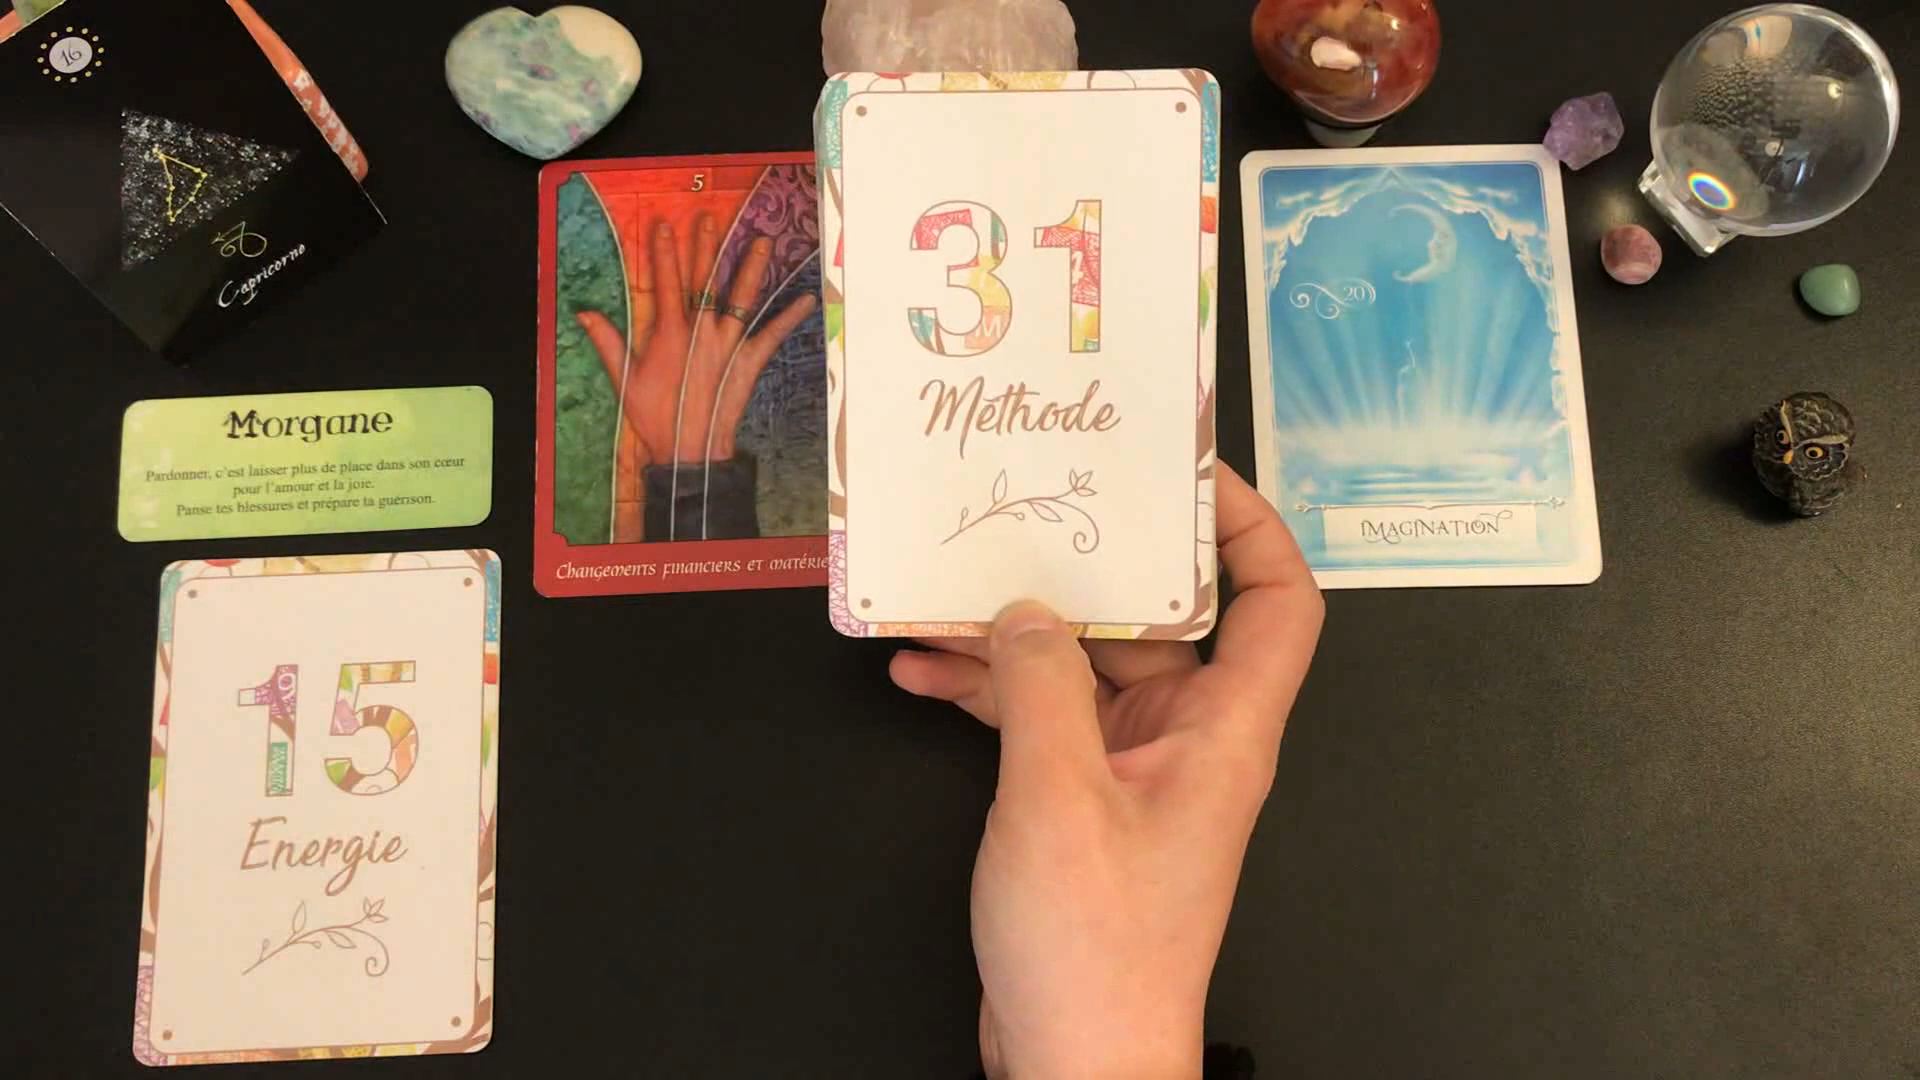 16
Capricorno
Morgane
Pardonner, c'est laisser plus de place dans son cœur
pour l'amour et la joie.
Panse tes blessures et prépare ta guérison.
15
Energie
5
Changements financiers et matérie
31
Méthode
20
IMAGINATION